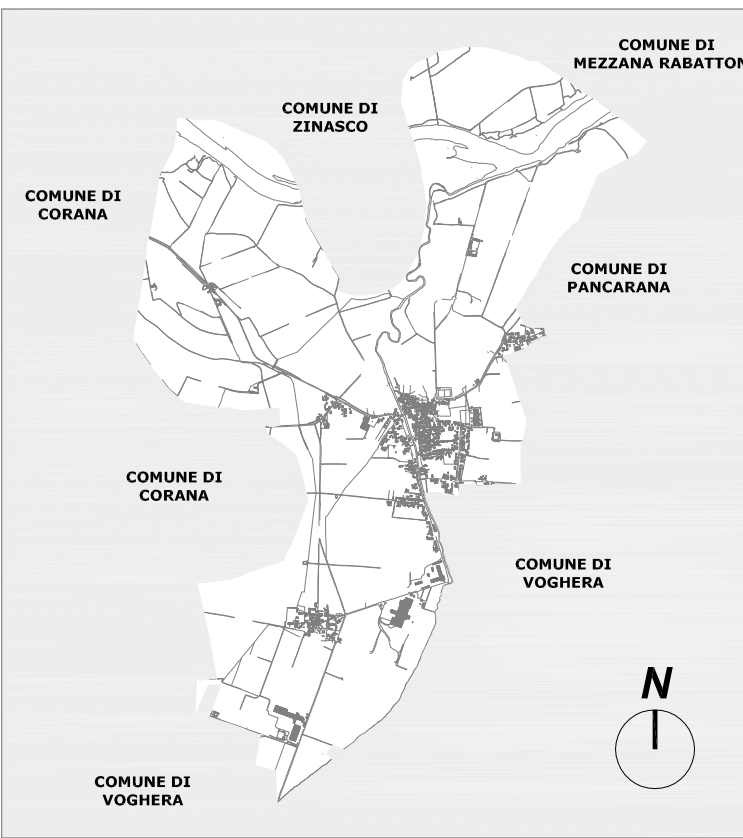 COMUNE DI
MEZZANA RABATTON
COMUNE DI
ZINASCO
COMUNE DI
CORANA
COMUNE DI
PANCARANA
COMUNE DI
CORANA
COMUNE DI
VOGHERA
N
COMUNE DI
VOGHERA